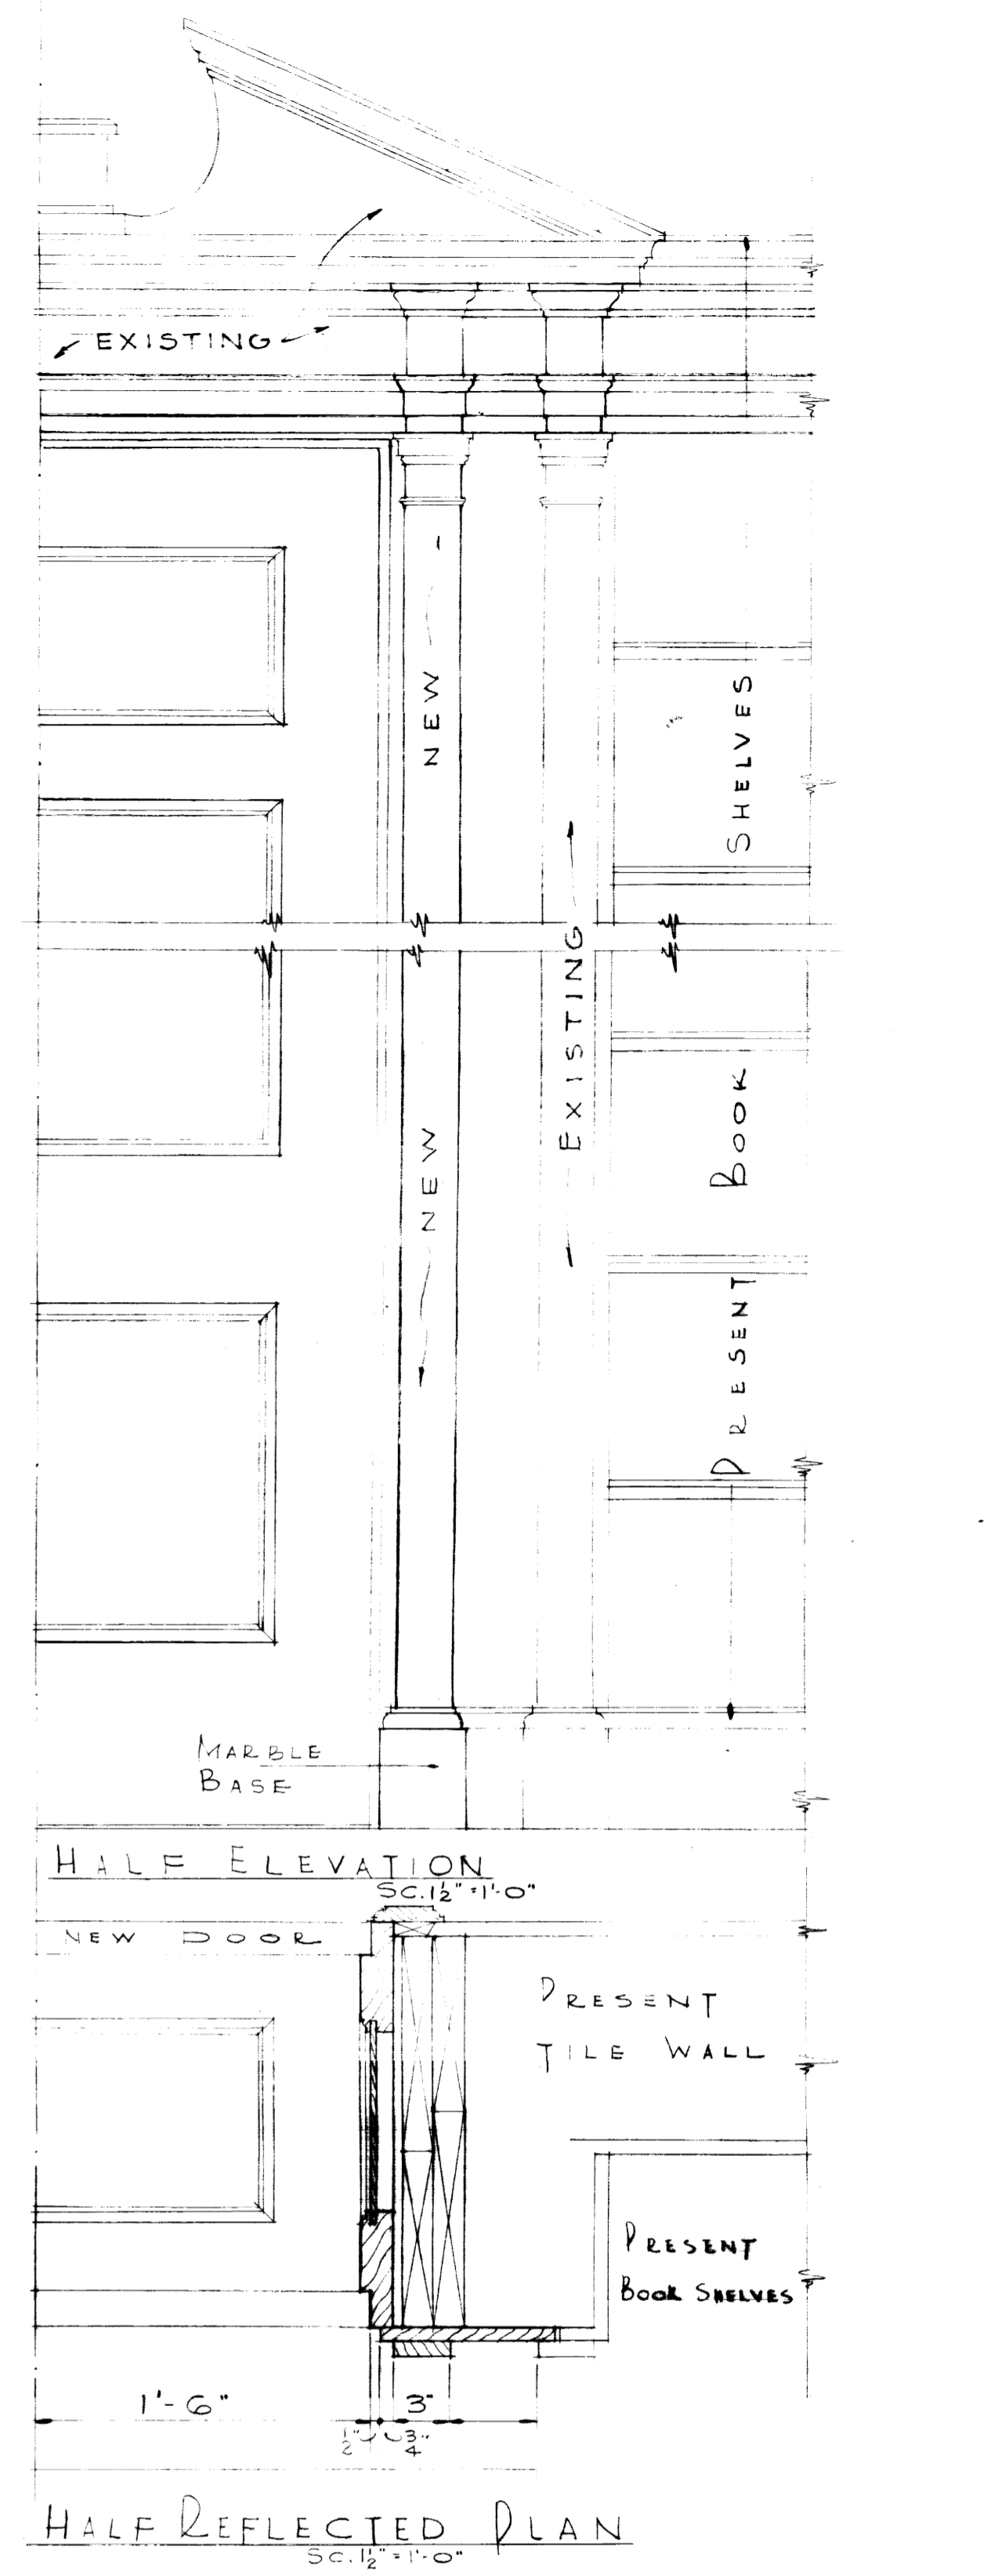 EXISTING
NEW
SHELVES
EXISTING
BOOK
NEW
PRESENT
MARBLE
BASE
HALF ELEVATION
SC. 1½" = 1'-0"
NEW DOOR
PRESENT
TILE WALL
PRESENT
BOOK SHELVES
1'-6"
3"
½"
¾"
HALF REFLECTED PLAN
SC. 1½" = 1'-0"